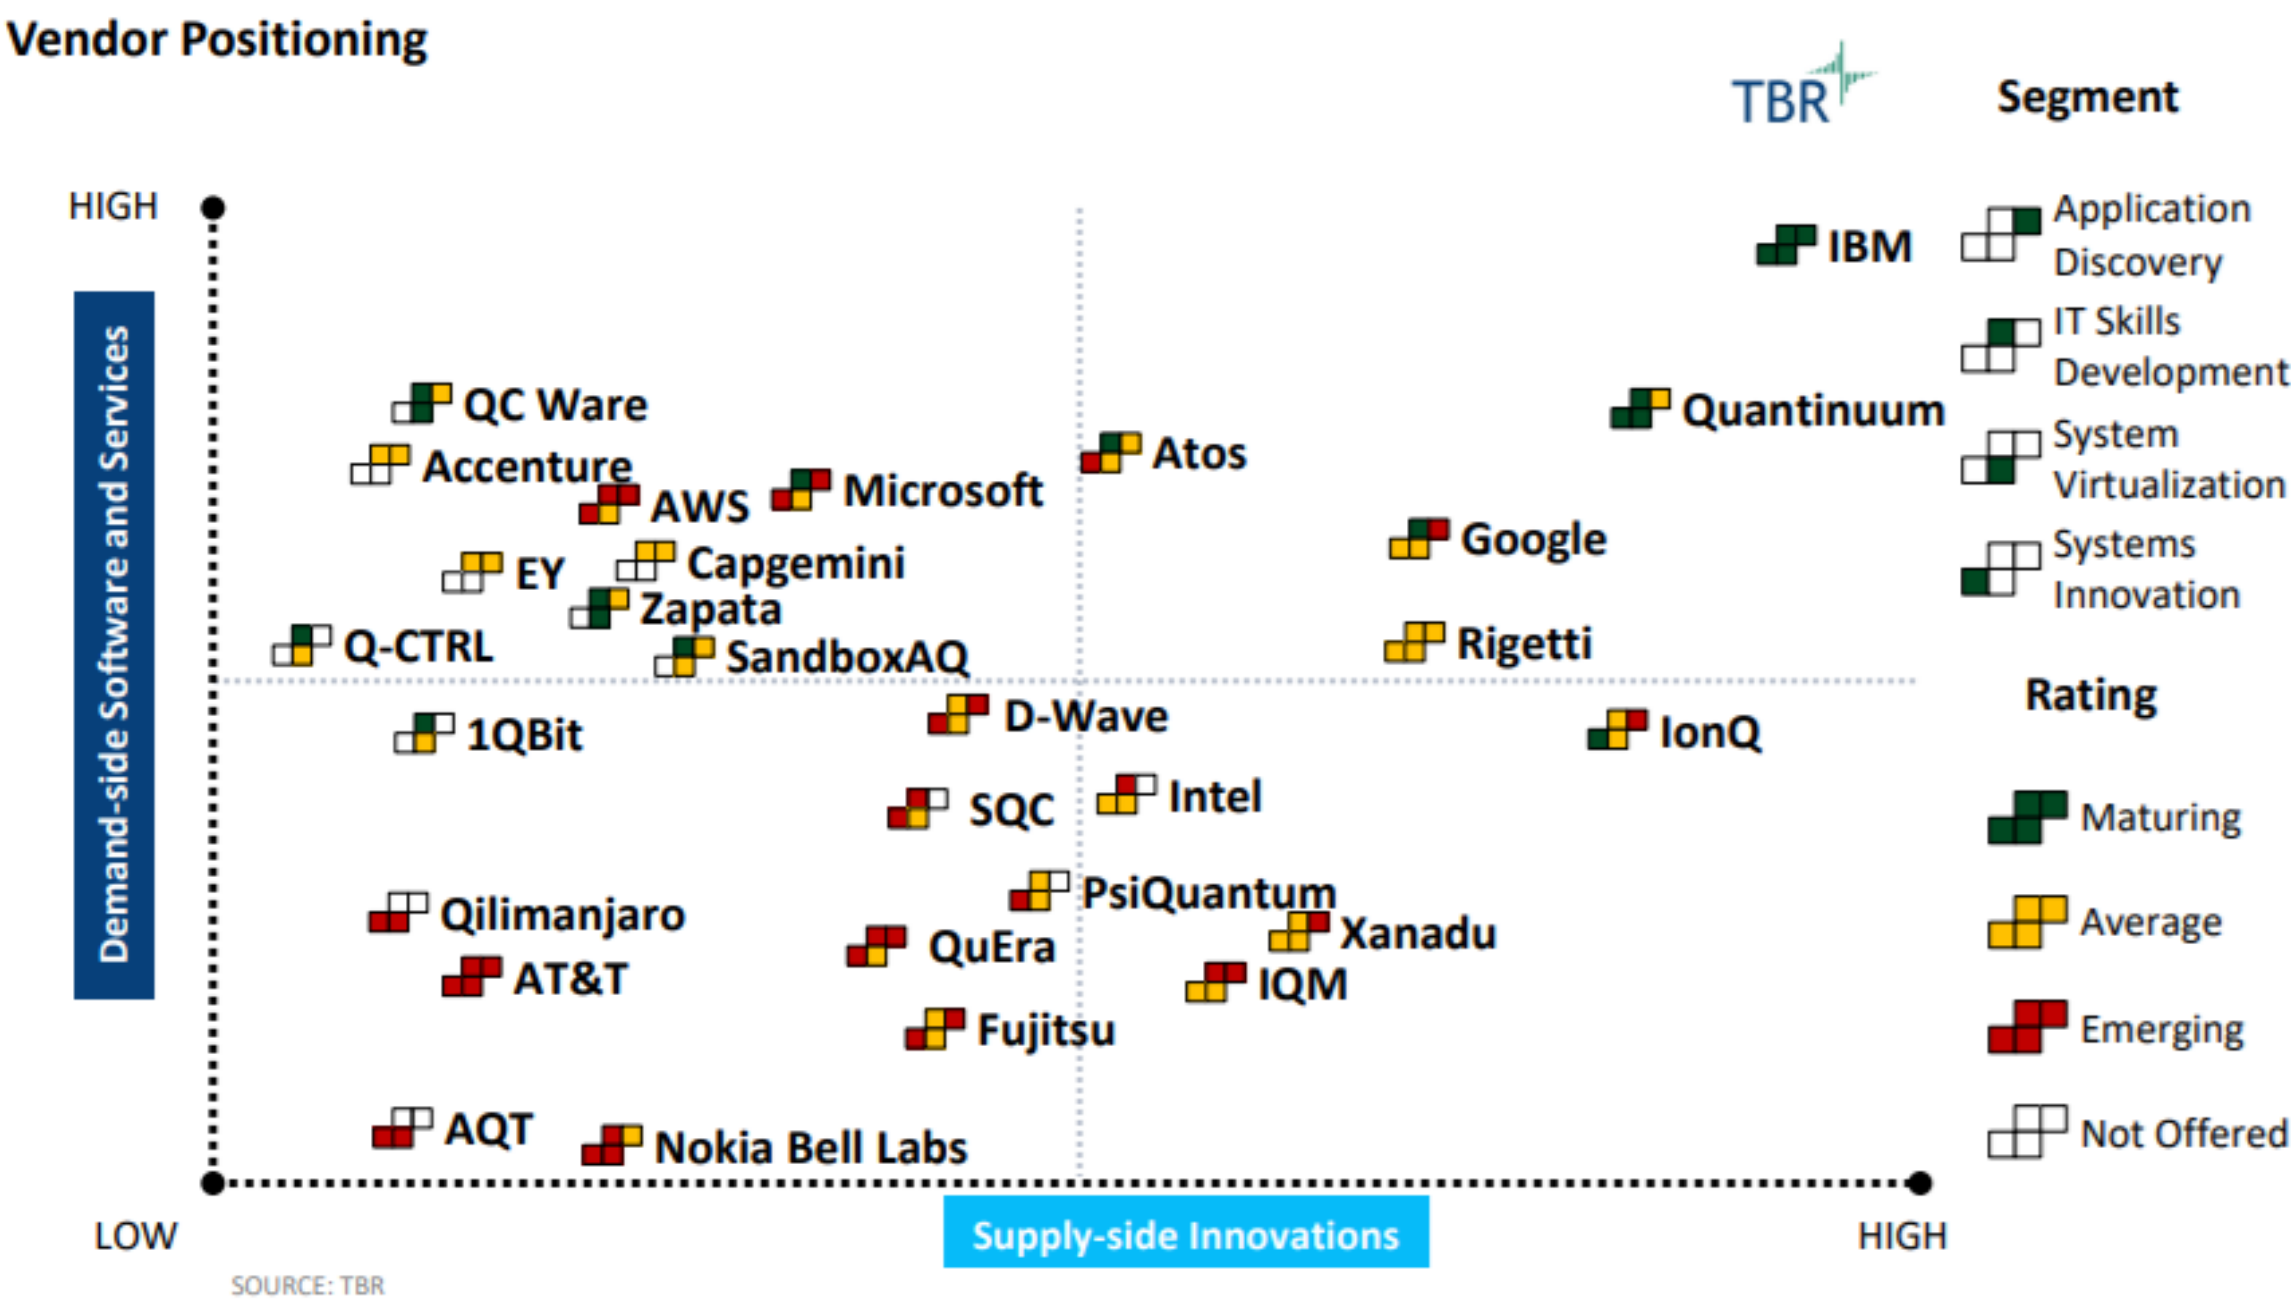 Vendor Positioning
TBR
Segment
HIGH
Application
Discovery
IBM
IT Skills
Development
System
Virtualization
Systems
Innovation
Demand-side Software and Services
QC Ware
Quantinuum
Accenture
Atos
AWS
Microsoft
Google
EY
Capgemini
Zapata
Q-CTRL
SandboxAQ
Rigetti
Rating
1QBit
D-Wave
IonQ
SQC
Intel
Maturing
Qilimanjaro
PsiQuantum
QuEra
Xanadu
Average
AT&T
IQM
Fujitsu
Emerging
AQT
Nokia Bell Labs
Not Offered
LOW
Supply-side Innovations
HIGH
SOURCE: TBR